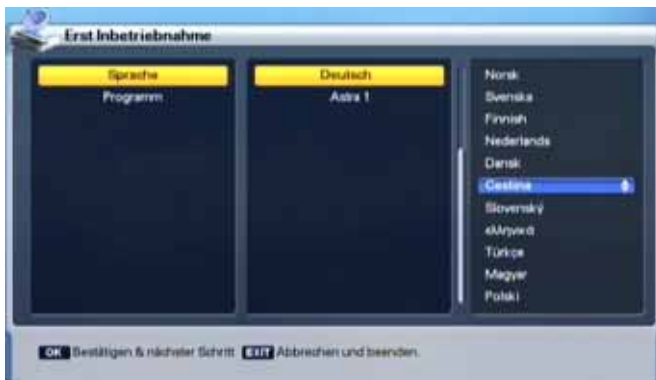 Erst Inbetriebnahme
Sprache
Programm
Deutsch
Astra 1
Norsk
Svenska
Finnish
Nederlands
Dansk
Cestina
Slovenský
ελληνικά
Türkçe
Magyar
Polski
OK Bestätigen & nächster Schritt EXIT Abbrechen und beenden.